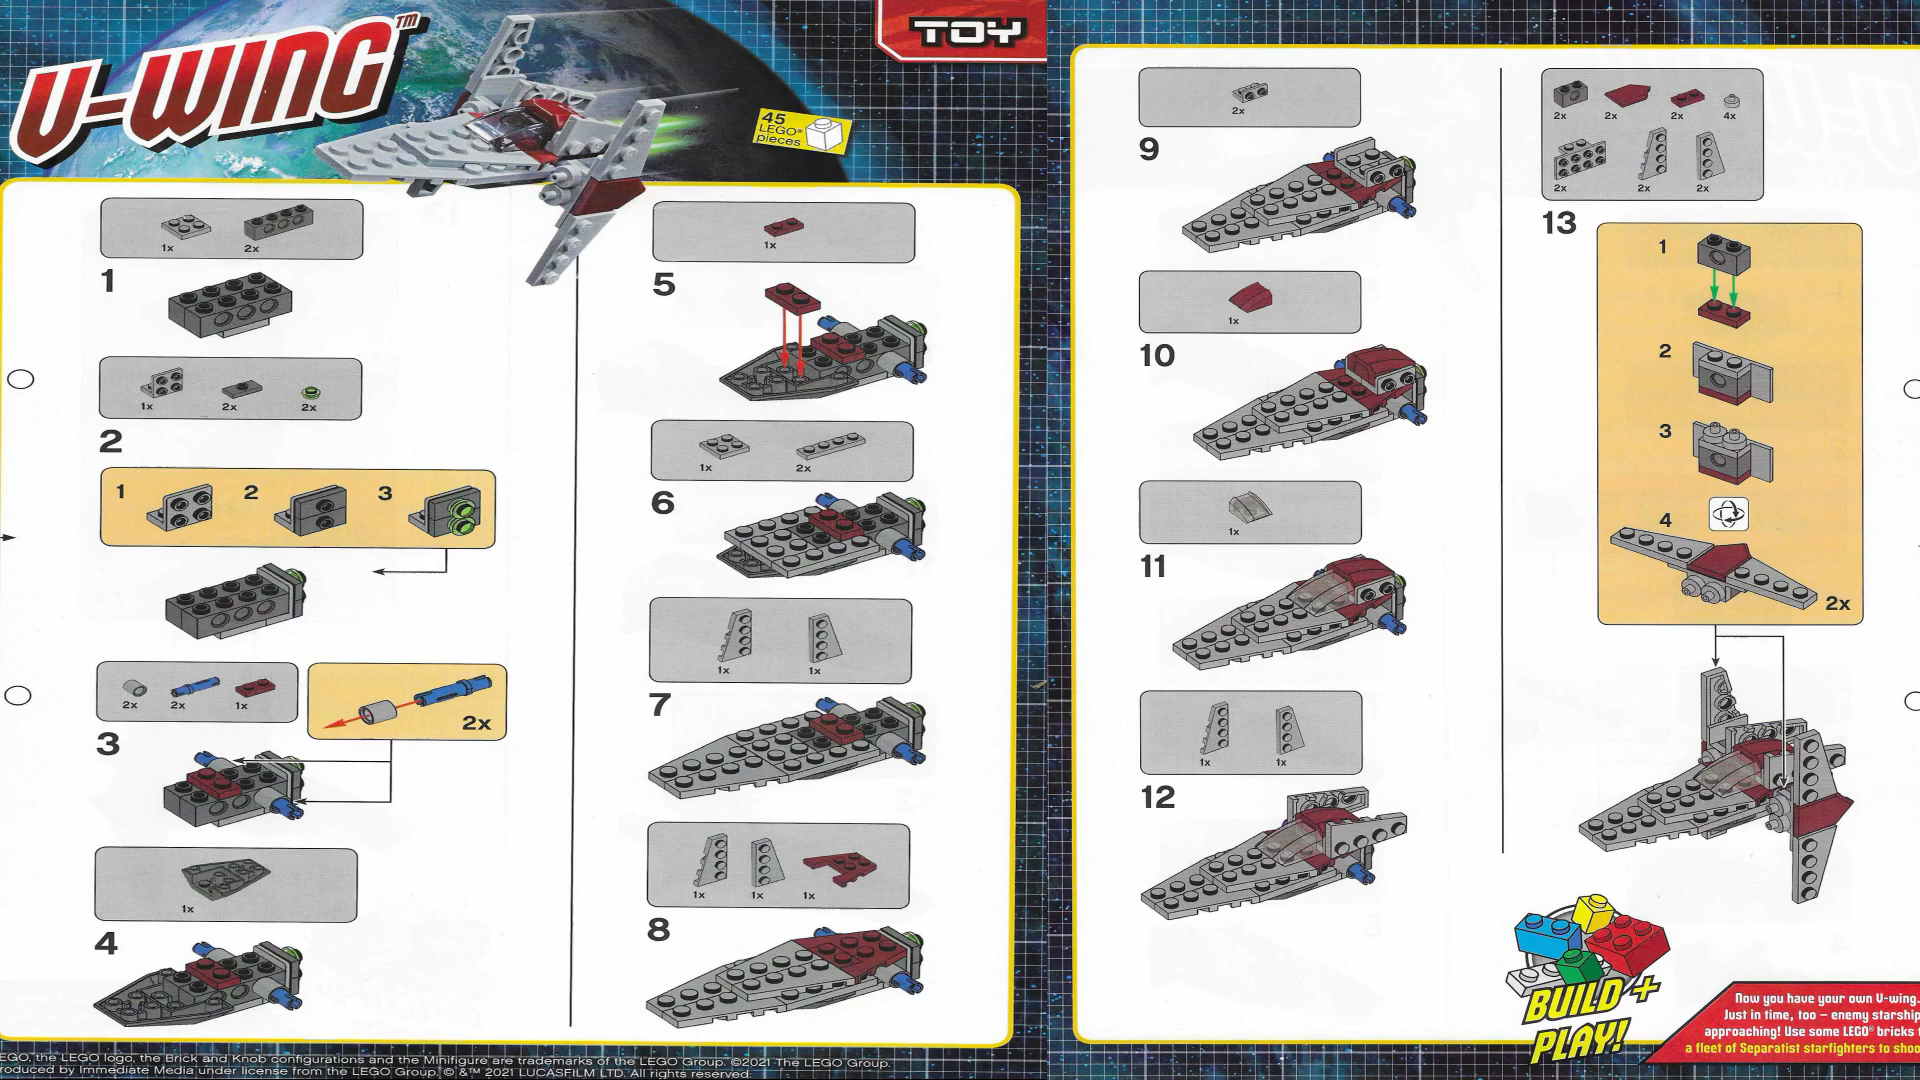 V-WING™
TOY
45
LEGO®
pieces
1x
2x
1
1x
2x
2x
2
1
2
3
2x
2x
1x
2x
3
1x
4
1x
5
1x
2x
6
1x
1x
7
1x
1x
1x
8
EGO, the LEGO logo, the Brick and Knob configurations and the Minifigure are trademarks of the LEGO Group. ©2021 The LEGO Group.
roduced by Immediate Media under license from the LEGO Group. © &™ 2021 LUCASFILM LTD. All rights reserved.
2x
9
1x
10
1x
11
1x
1x
12
2x
2x
2x
4x
2x
2x
2x
13
1
2
3
4
2x
BUILD +
PLAY!
Now you have your own V-wing.
Just in time, too – enemy starship
approaching! Use some LEGO® bricks t
a fleet of Separatist starfighters to shoo